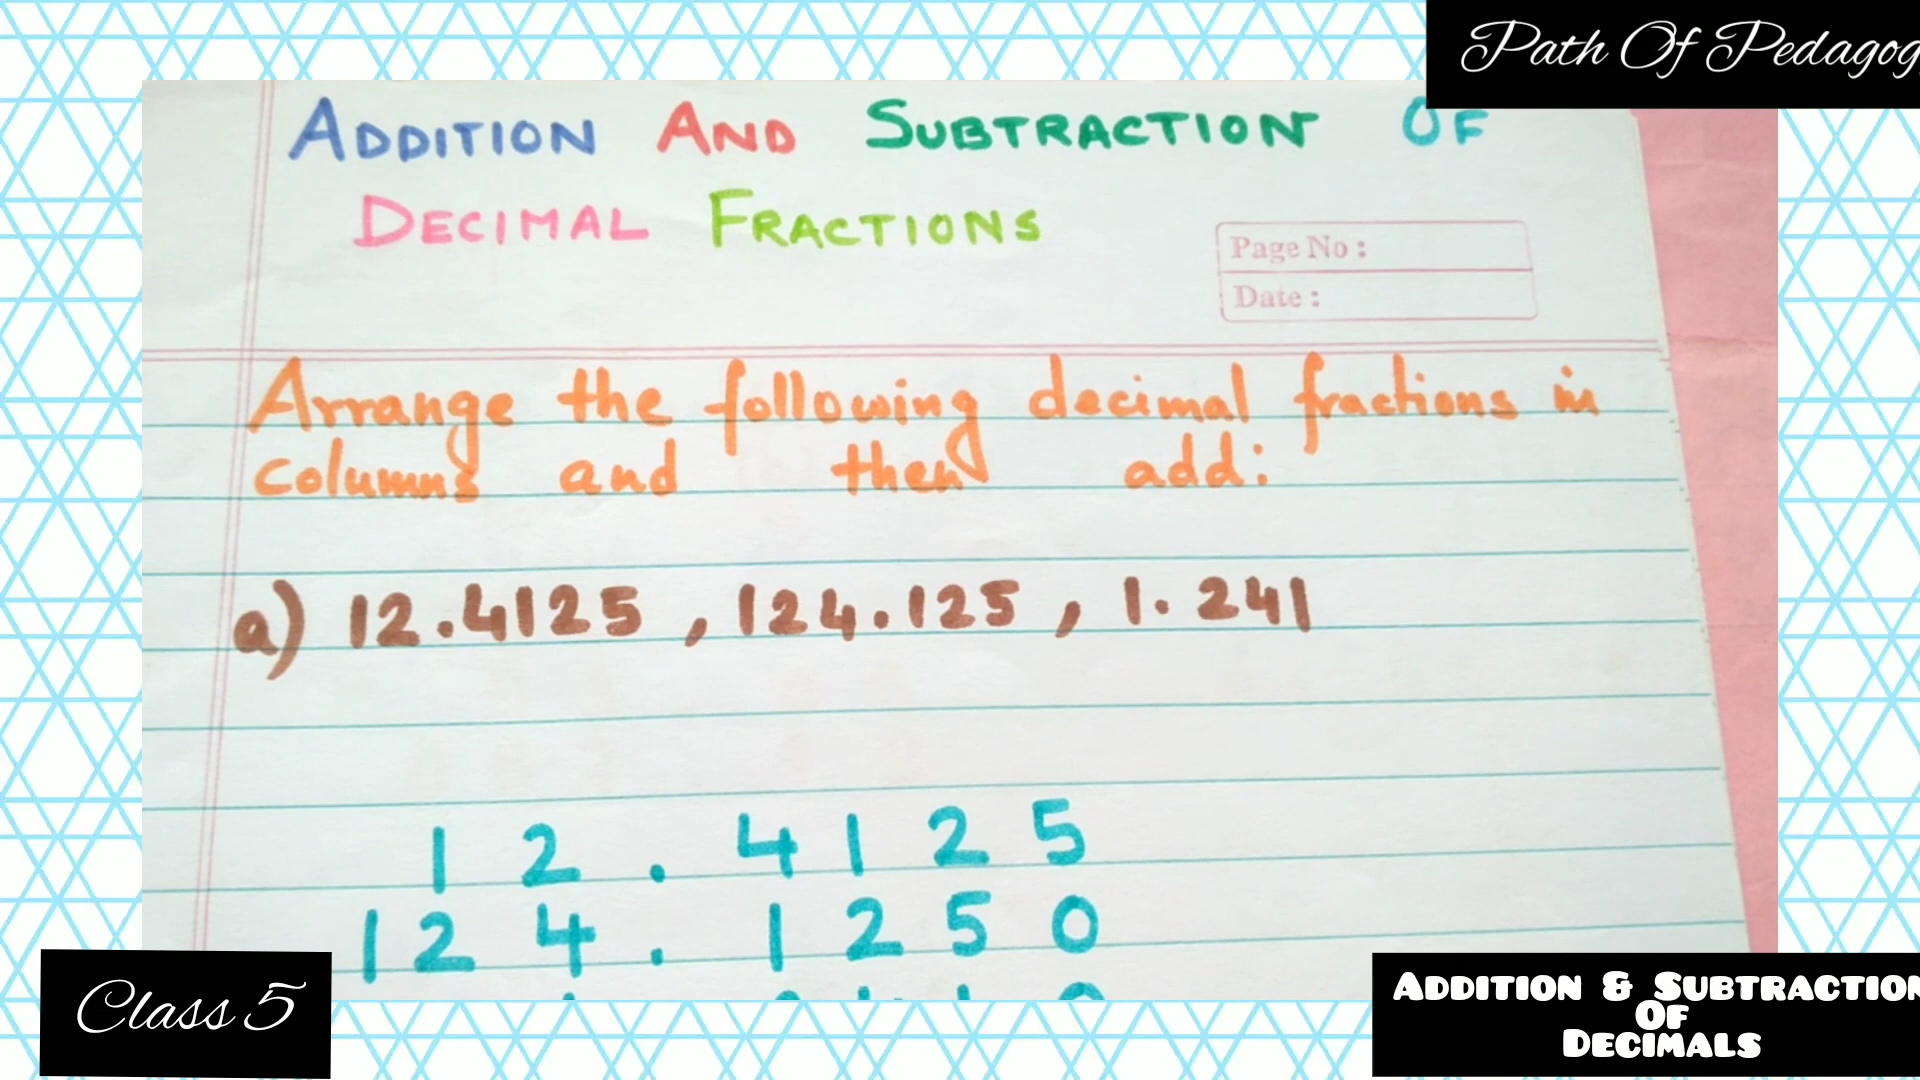 Path Of Pedagog
ADDITION AND SUBTRACTION OF
DECIMAL FRACTIONS
Page No :
Date :
Arrange the following decimal fractions in
columns and then add:
a) 12.4125 , 124.125 , 1.241
12.4125
124.1250
Class 5
ADDITION & SUBTRACTION
OF
DECIMALS